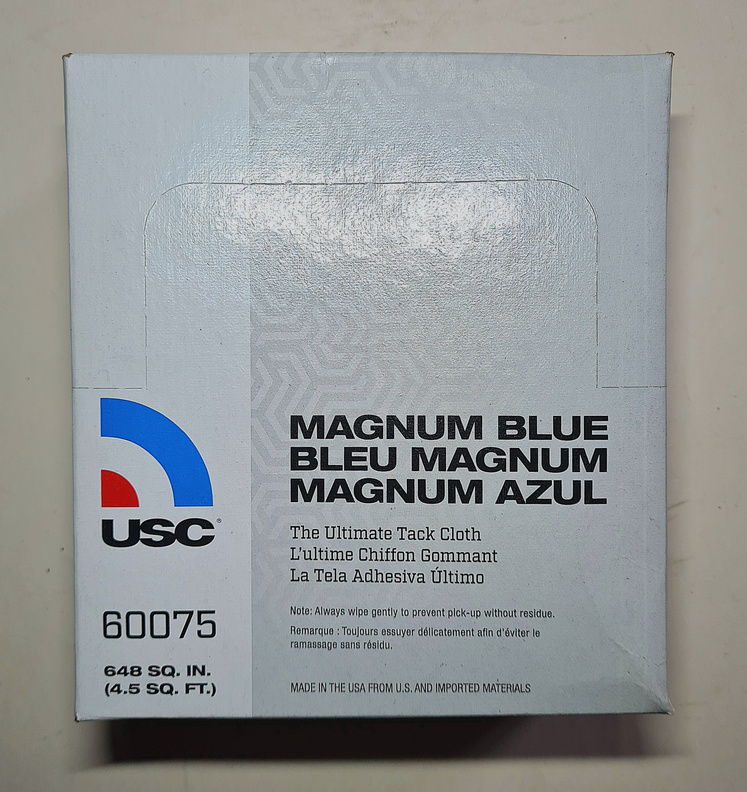 MAGNUM BLUE
BLEU MAGNUM
MAGNUM AZUL
USC®
The Ultimate Tack Cloth
L'ultime Chiffon Gommant
La Tela Adhesiva Último
60075
648 SQ. IN.
(4.5 SQ. FT.)
Note: Always wipe gently to prevent pick-up without residue.
Remarque : Toujours essuyer délicatement afin d'éviter le
ramassage sans résidu.
MADE IN THE USA FROM U.S. AND IMPORTED MATERIALS